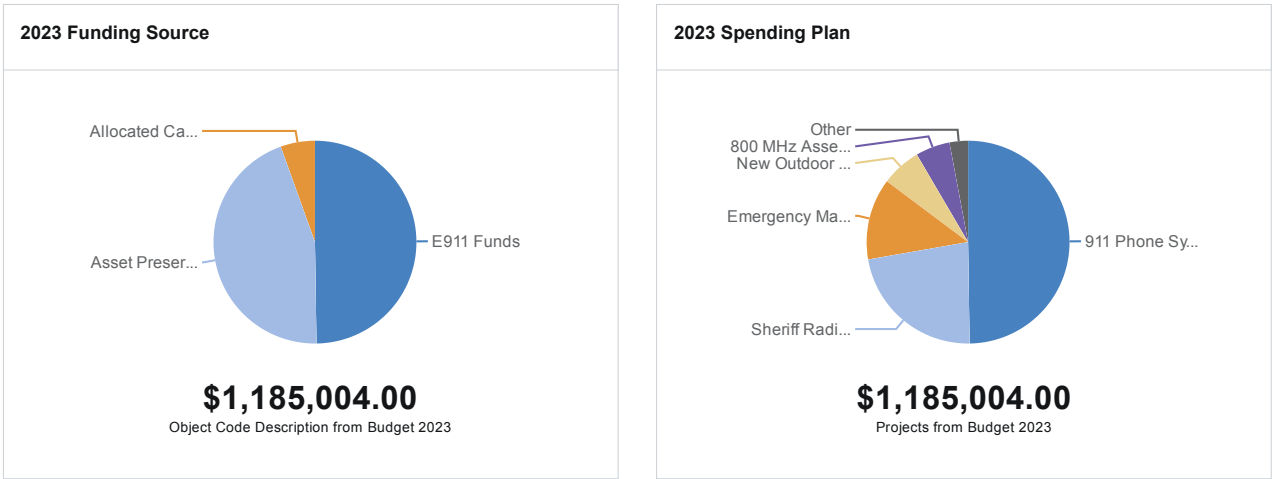 2023 Funding Source
Allocated Ca...
E911 Funds
Asset Preser...
$1,185,004.00
Object Code Description from Budget 2023
2023 Spending Plan
Other
800 MHz Asse...
New Outdoor ...
Emergency Ma...
911 Phone Sy...
Sheriff Radi...
$1,185,004.00
Projects from Budget 2023